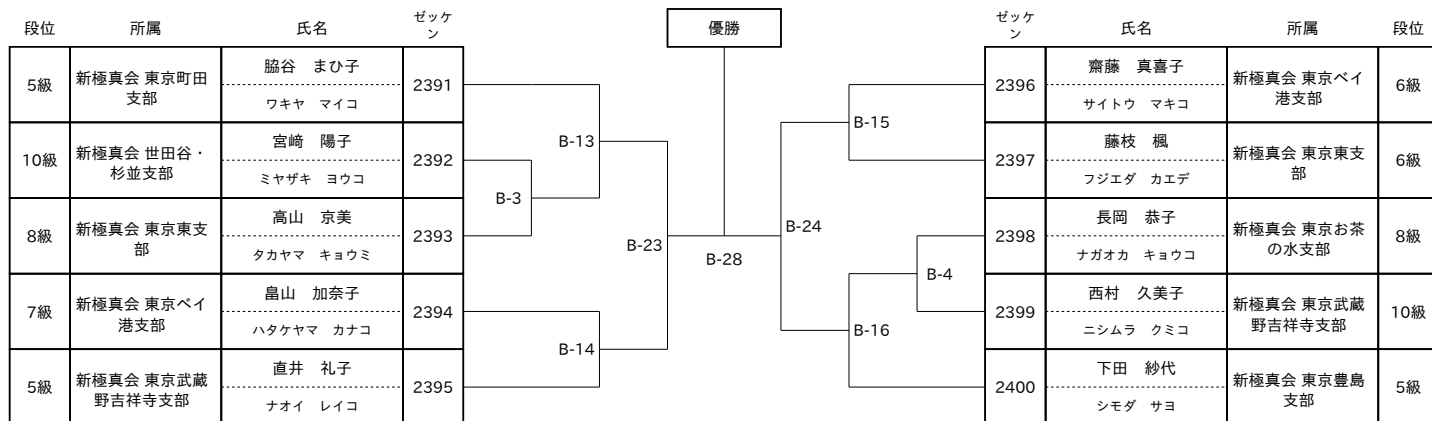 段位 所属 氏名 ゼッケ
ン
優勝
ゼッケ
ン 氏名 所属 段位
5級
新極真会 東京町田
支部
脇谷 まひ子
ワキヤ マイコ
2391
10級
新極真会 世田谷・
杉並支部
宮﨑 陽子
ミヤザキ ヨウコ
2392
8級
新極真会 東京東支
部
高山 京美
タカヤマ キョウミ
2393
7級
新極真会 東京ベイ
港支部
畠山 加奈子
ハタケヤマ カナコ
2394
5級
新極真会 東京武蔵
野吉祥寺支部
直井 礼子
ナオイ レイコ
2395
B-13
B-3
B-23
B-14
B-28
B-24
B-15
B-4
B-16
2396
齋藤 真喜子
サイトウ マキコ
新極真会 東京ベイ
港支部
6級
2397
藤枝 楓
フジエダ カエデ
新極真会 東京東支
部
6級
2398
長岡 恭子
ナガオカ キョウコ
新極真会 東京お茶
の水支部
8級
2399
西村 久美子
ニシムラ クミコ
新極真会 東京武蔵
野吉祥寺支部
10級
2400
下田 紗代
シモダ サヨ
新極真会 東京豊島
支部
5級